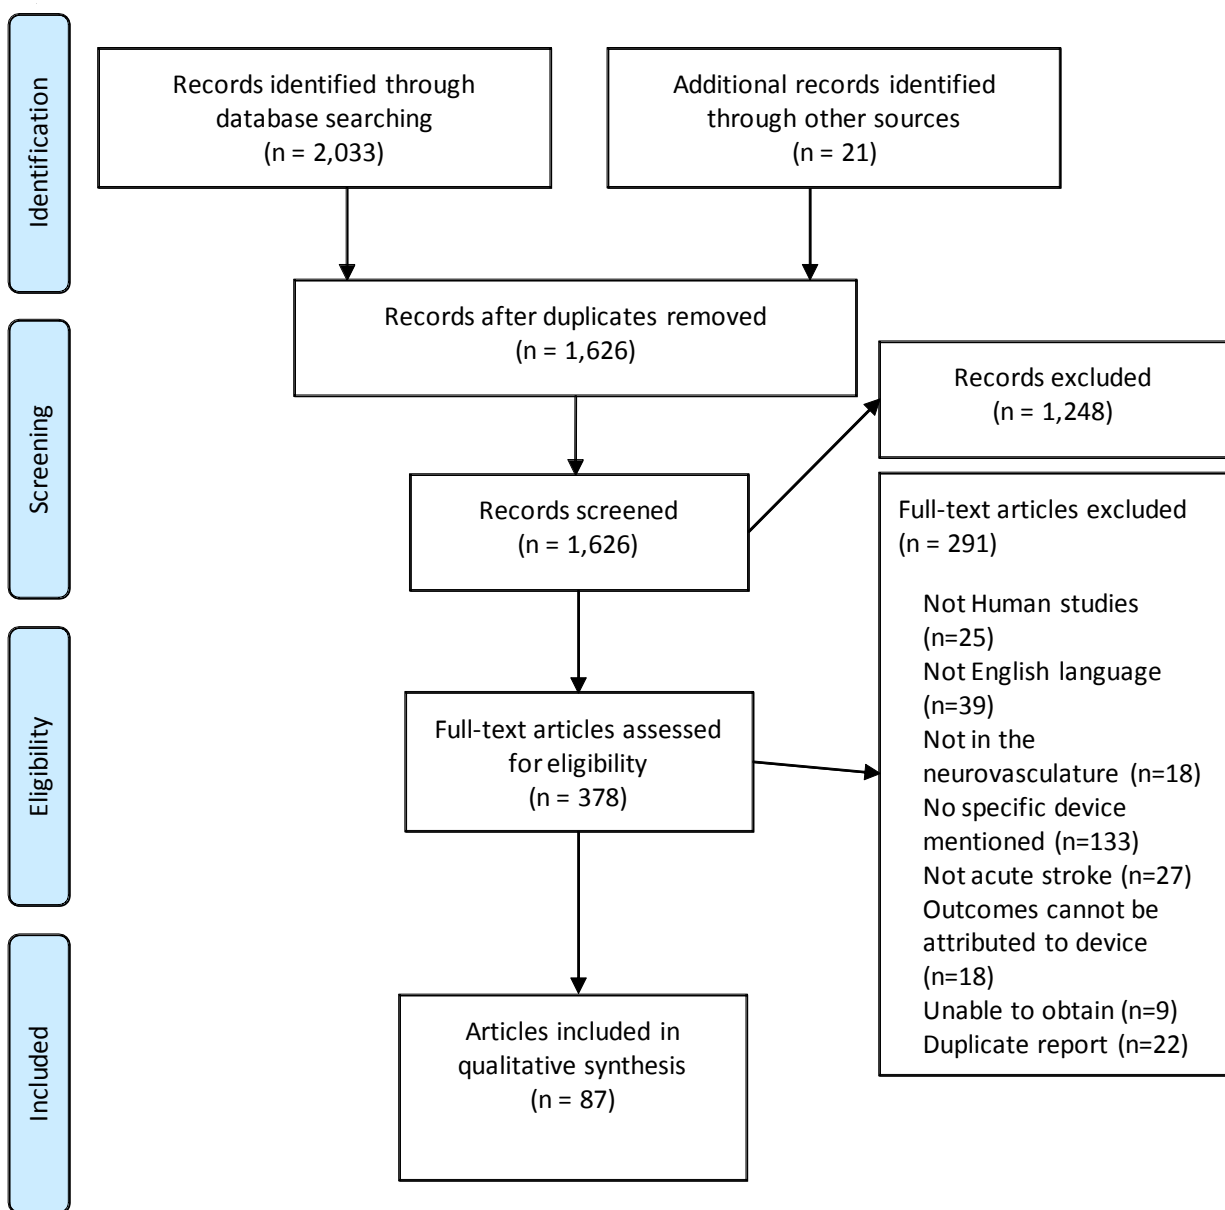 Identification
Records identified through
database searching
(n = 2,033)
Additional records identified
through other sources
(n = 21)
Records after duplicates removed
(n = 1,626)
Screening
Records excluded
(n = 1,248)
Records screened
(n = 1,626)
Full-text articles excluded
(n = 291)
Not Human studies
(n=25)
Not English language
(n=39)
Not in the
neurovasculature (n=18)
No specific device
mentioned (n=133)
Not acute stroke (n=27)
Outcomes cannot be
attributed to device
(n=18)
Unable to obtain (n=9)
Duplicate report (n=22)
Eligibility
Full-text articles assessed
for eligibility
(n = 378)
Included
Articles included in
qualitative synthesis
(n = 87)